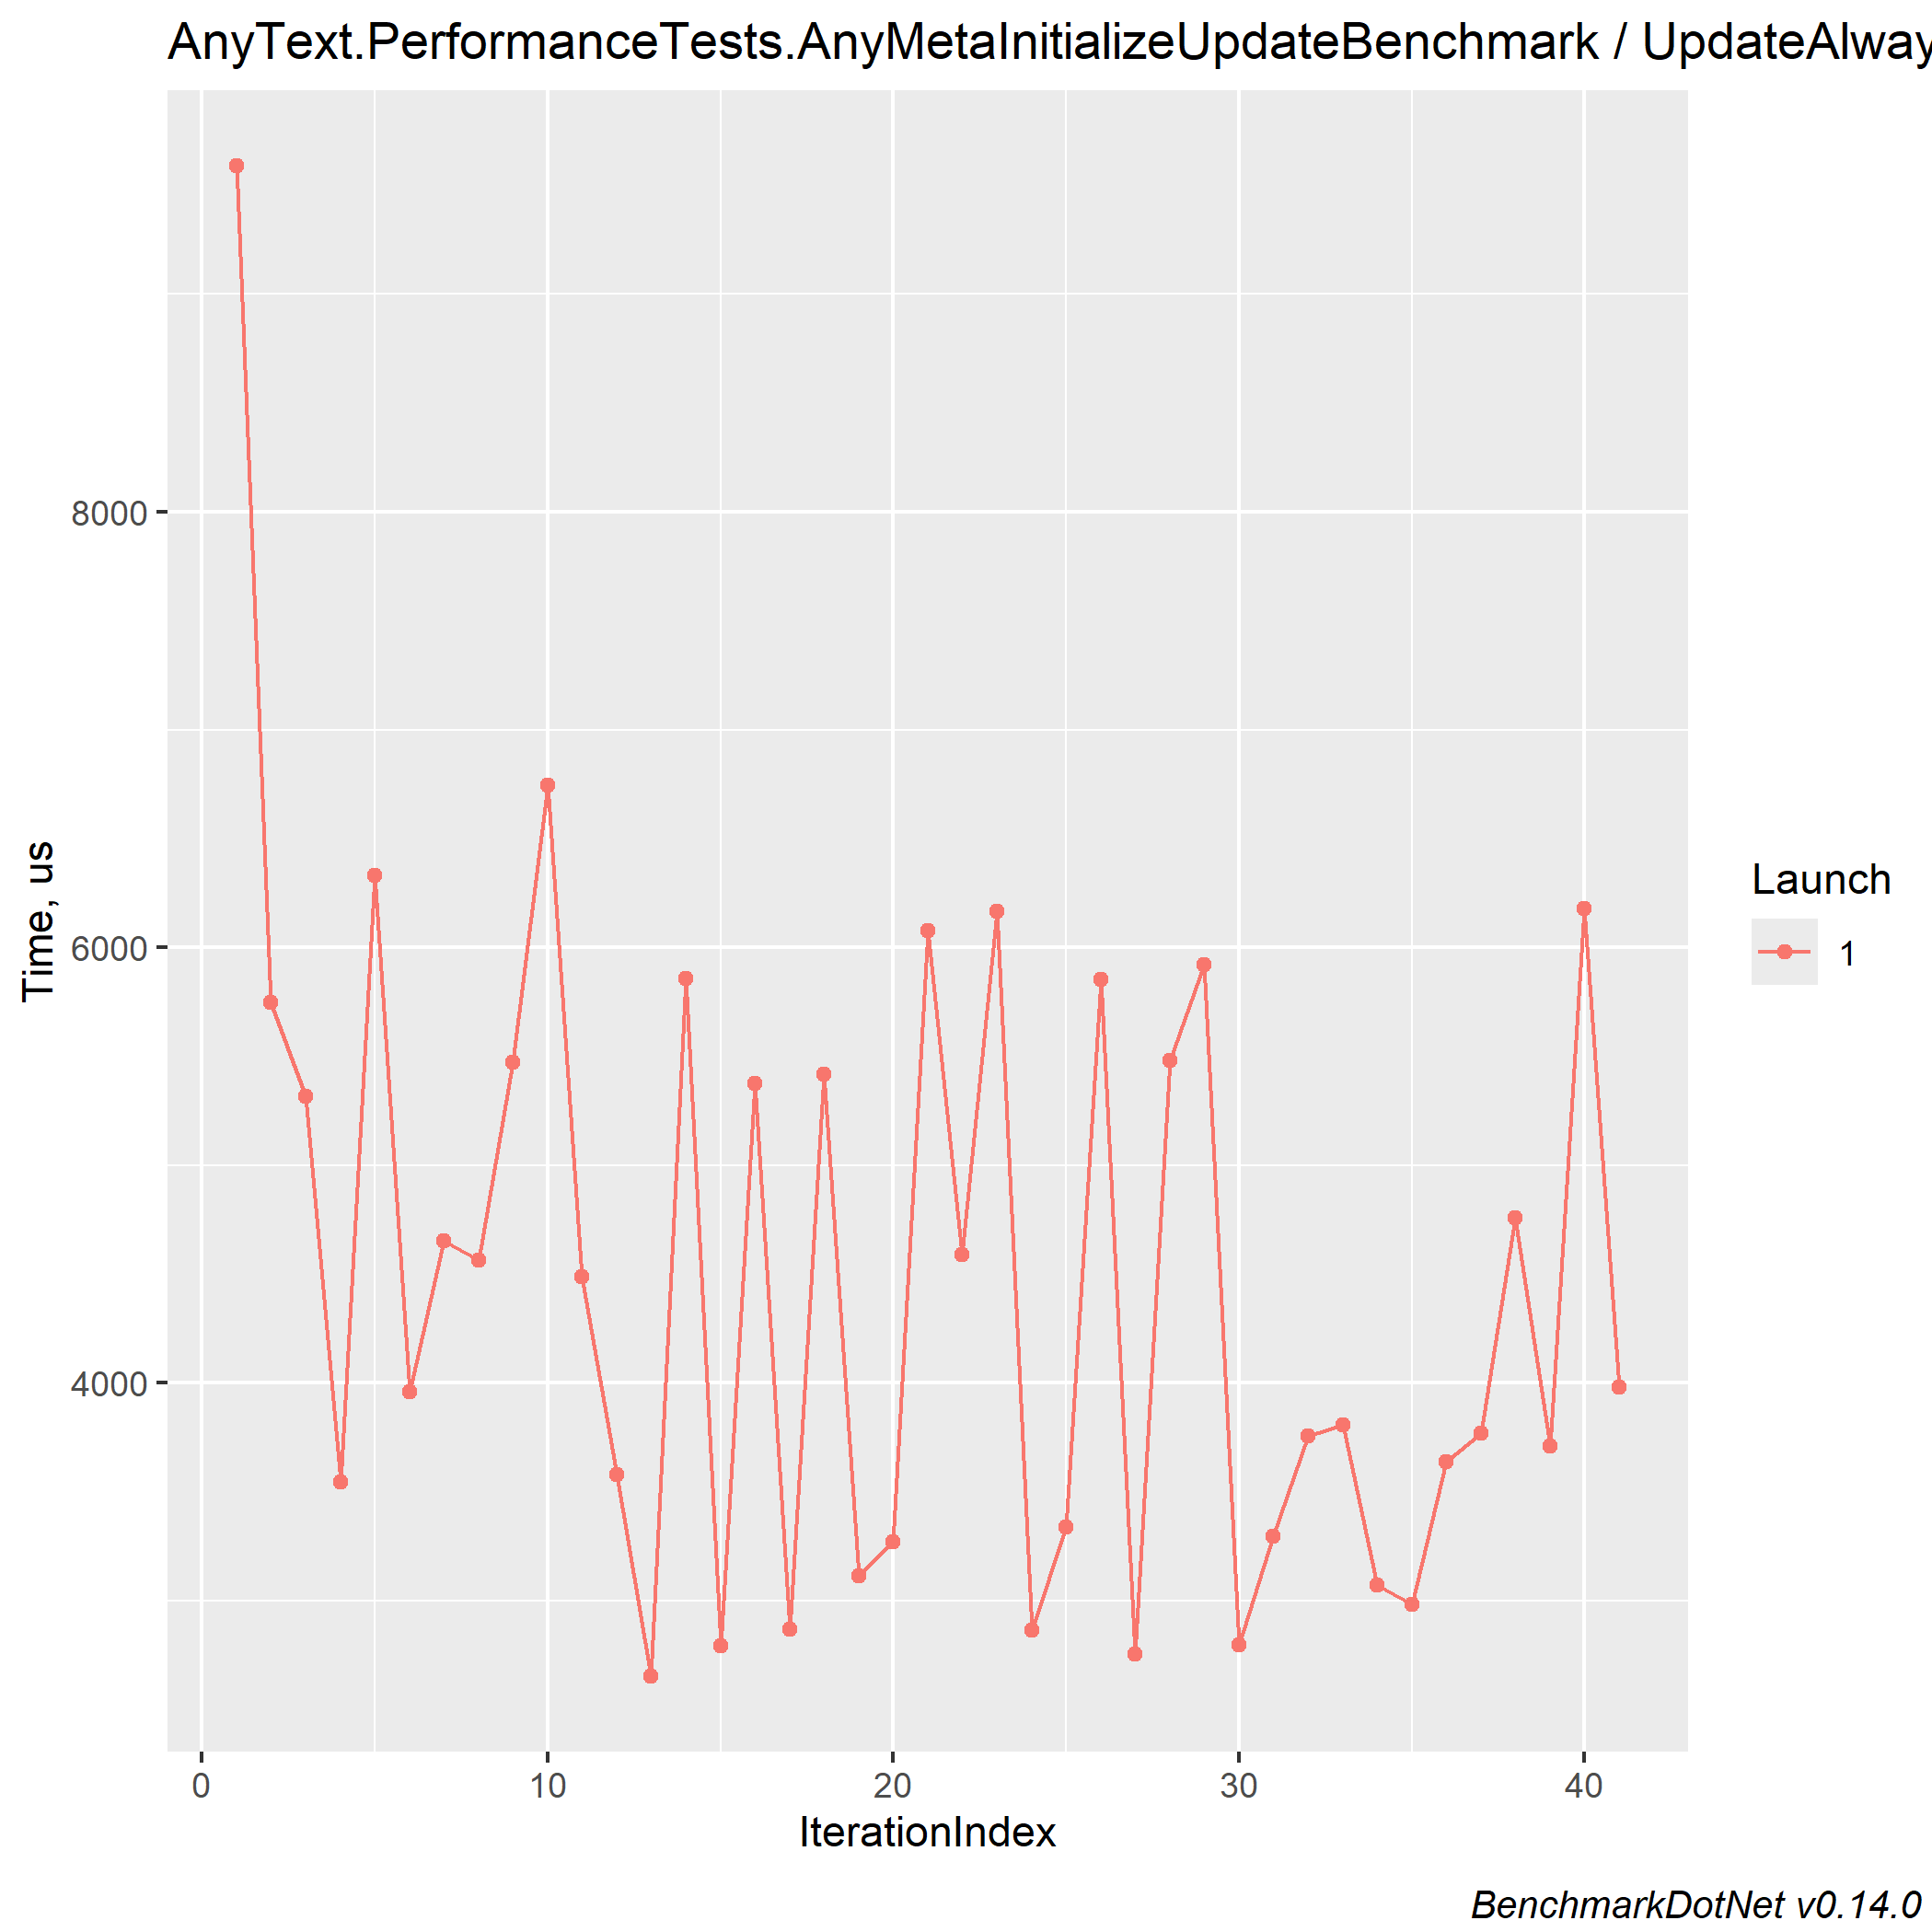 AnyText.PerformanceTests.AnyMetaInitializeUpdateBenchmark / UpdateAlway
8000
6000
4000
Time, us
0 10 20 30 40
IterationIndex
Launch
1
BenchmarkDotNet v0.14.0